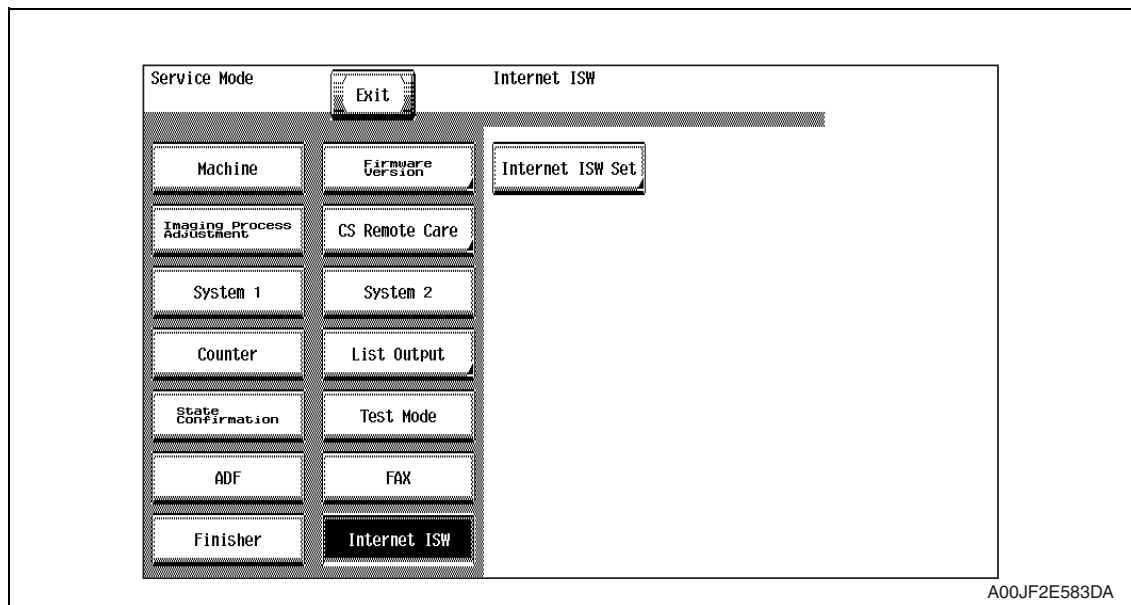 Service Mode
Exit
Internet ISW
Machine
Firmware
Version
Internet ISW Set
Imaging Process
Adjustment
CS Remote Care
System 1
System 2
Counter
List Output
State
Confirmation
Test Mode
ADF
FAX
Finisher
Internet ISW
A00JF2E583DA